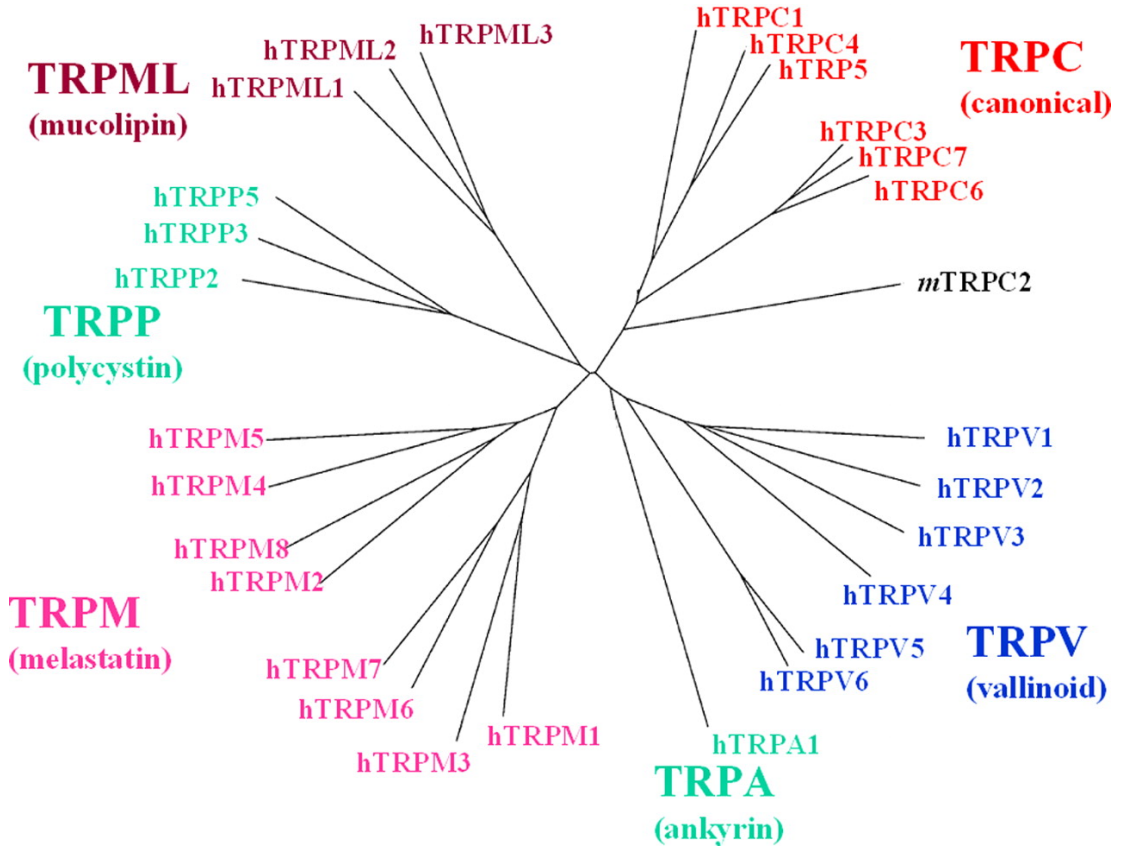 TRPML
(mucolipin)
hTRPML1
hTRPML2
hTRPML3
hTRPC1
hTRPC4
hTRP5
TRPC
(canonical)
hTRPC3
hTRPC7
hTRPC6
mTRPC2
hTRPP5
hTRPP3
hTRPP2
TRPP
(polycystin)
hTRPM5
hTRPM4
hTRPM8
hTRPM2
TRPM
(melastatin)
hTRPM7
hTRPM6
hTRPM3
hTRPM1
hTRPV1
hTRPV2
hTRPV3
hTRPV4
hTRPV5
hTRPV6
TRPV
(vallinoid)
hTRPA1
TRPA
(ankyrin)